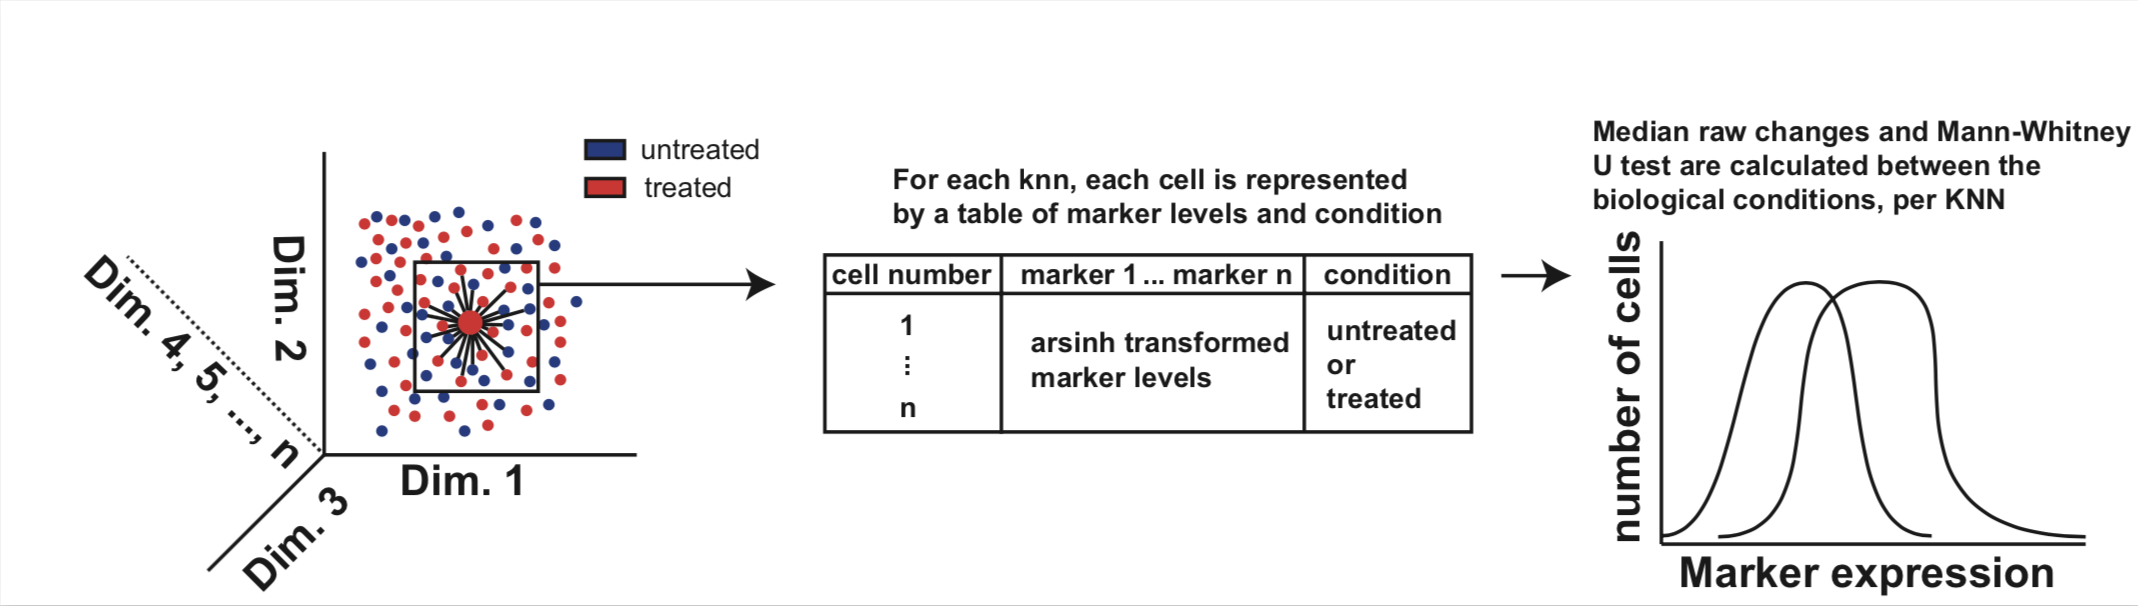 untreated
treated
Dim. 2
Dim. 4, 5, ..., n
Dim. 1
Dim. 3
For each knn, each cell is represented
by a table of marker levels and condition
cell number marker 1 ... marker n condition
1
⋮
n
arsinh transformed
marker levels
untreated
or
treated
Median raw changes and Mann-Whitney
U test are calculated between the
biological conditions, per KNN
number of cells
Marker expression